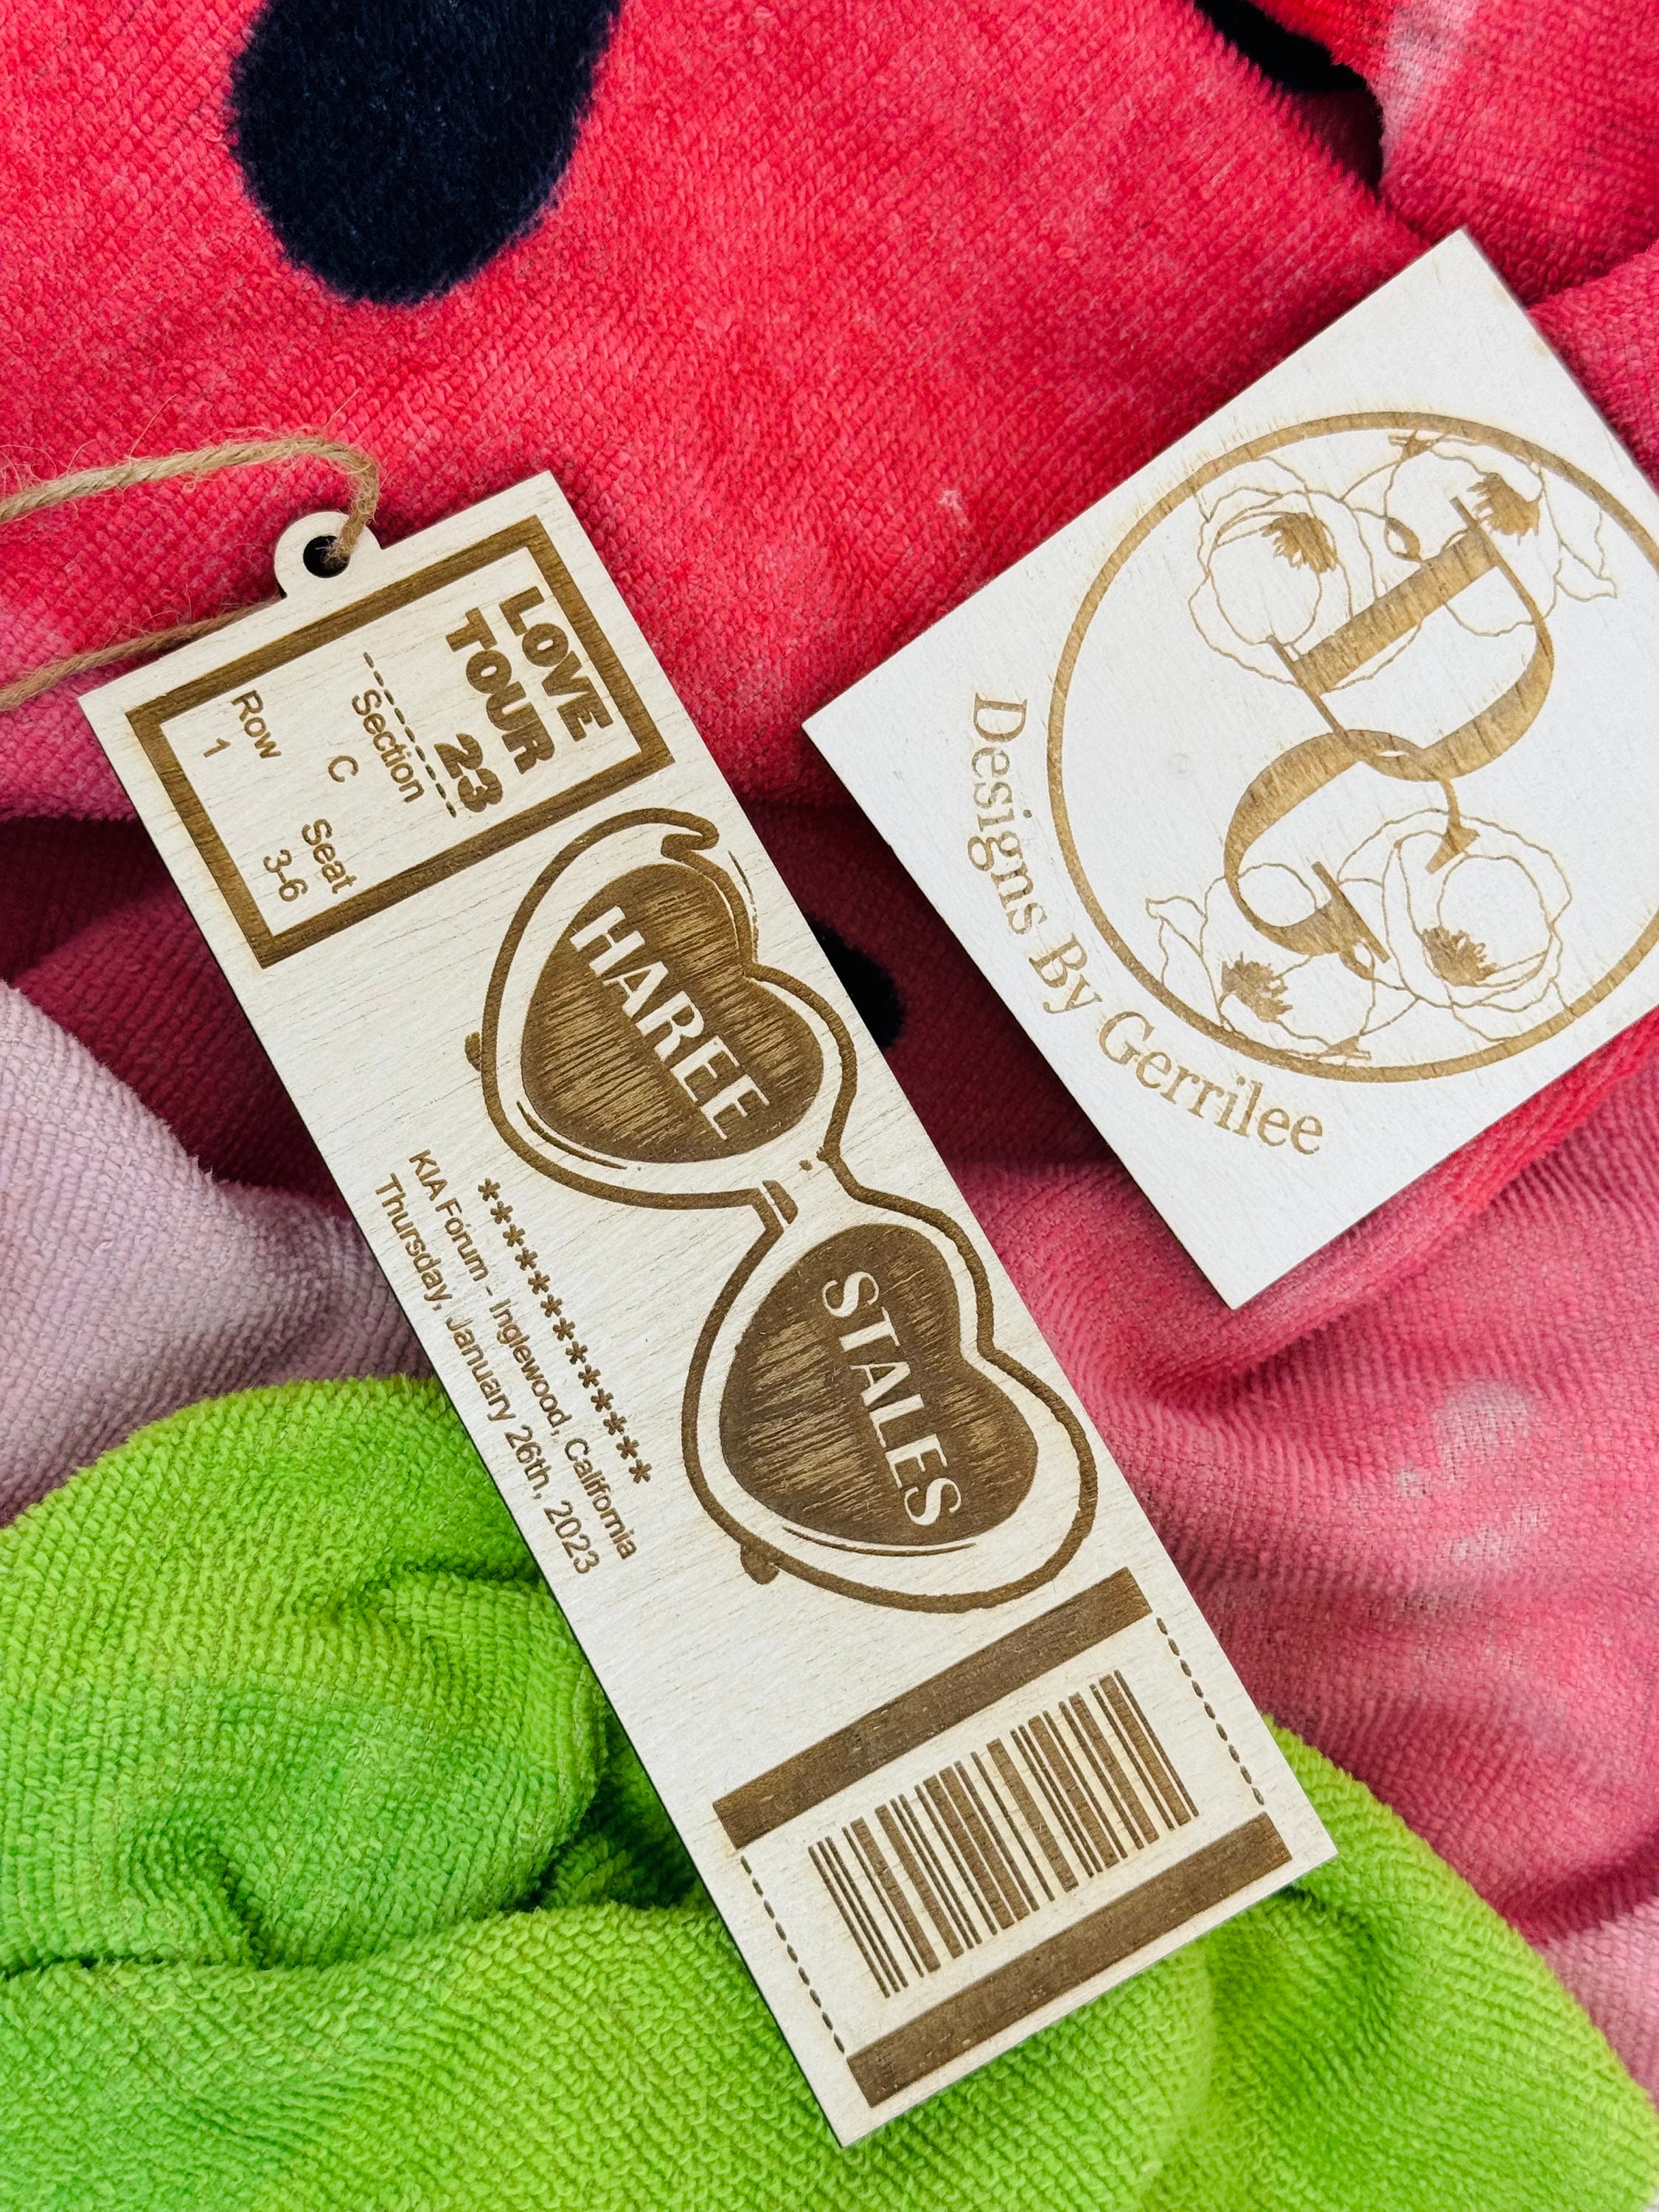 LOVE
TOUR
23
Section
C
Row
1
Seat
3-6
HAREE
STALES
***************
KIA Forum - Inglewood, California
Thursday, January 26th, 2023
DG
Designs By Gerrilee